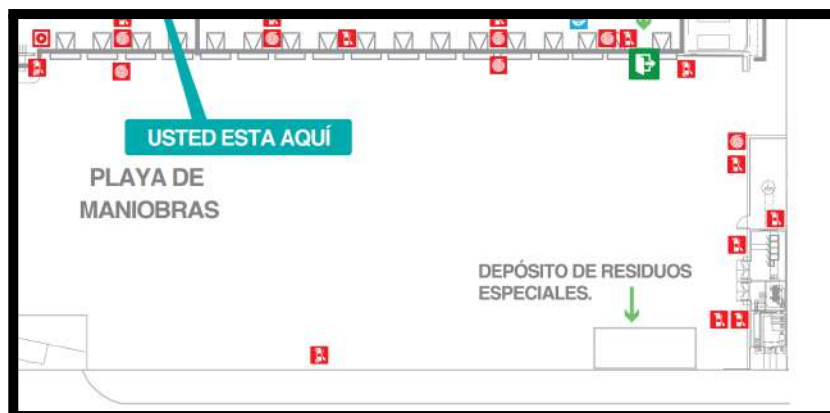 USTED ESTA AQUÍ
PLAYA DE
MANIOBRAS
DEPÓSITO DE RESIDUOS
ESPECIALES.